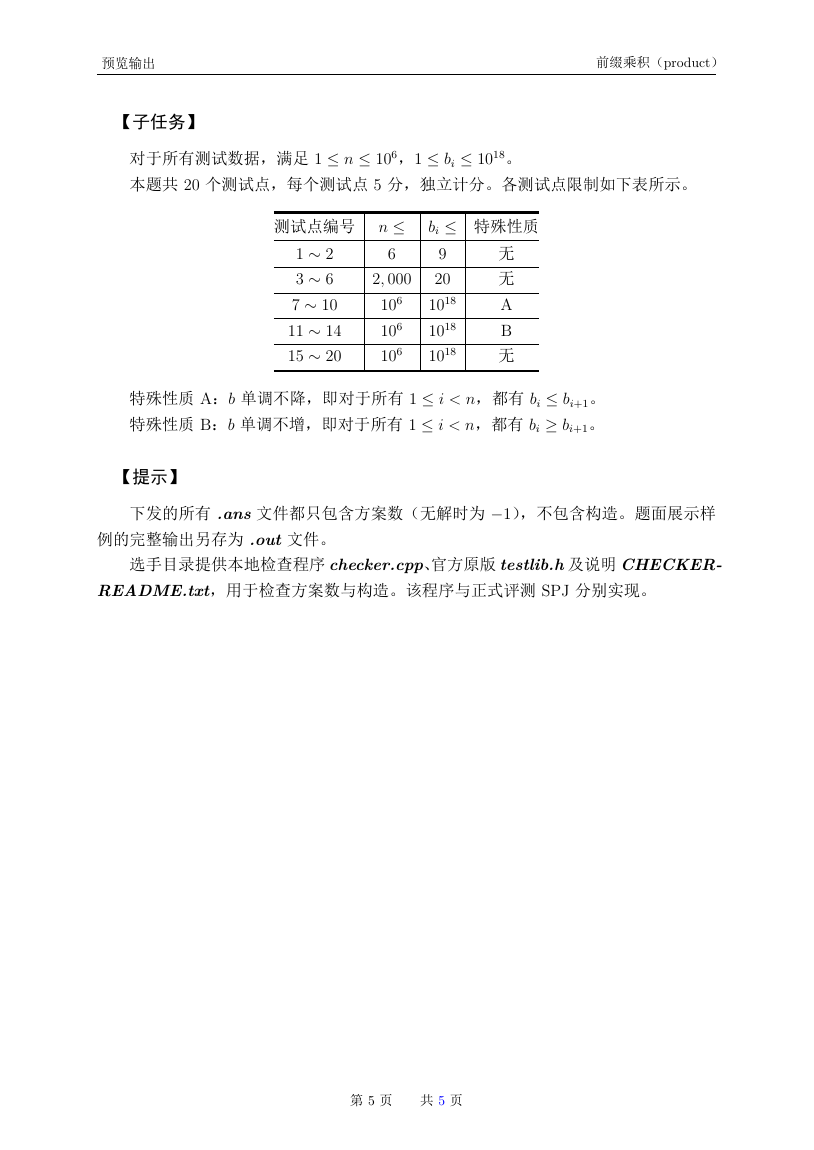 预览输出 前缀乘积（product）
【子任务】
对于所有测试数据，满足 1 ≤ n ≤ 10⁶，1 ≤ bᵢ ≤ 10¹⁸。
本题共 20 个测试点，每个测试点 5 分，独立计分。各测试点限制如下表所示。
测试点编号 n ≤ bᵢ ≤ 特殊性质
1 ∼ 2 6 9 无
3 ∼ 6 2,000 20 无
7 ∼ 10 10⁶ 10¹⁸ A
11 ∼ 14 10⁶ 10¹⁸ B
15 ∼ 20 10⁶ 10¹⁸ 无
特殊性质 A：b 单调不降，即对于所有 1 ≤ i < n，都有 bᵢ ≤ bᵢ₊₁。
特殊性质 B：b 单调不增，即对于所有 1 ≤ i < n，都有 bᵢ ≥ bᵢ₊₁。
【提示】
下发的所有 .ans 文件都只包含方案数（无解时为 −1），不包含构造。题面展示样
例的完整输出另存为 .out 文件。
选手目录提供本地检查程序 checker.cpp、官方原版 testlib.h 及说明 CHECKER-
README.txt，用于检查方案数与构造。该程序与正式评测 SPJ 分别实现。
第 5 页 共 5 页